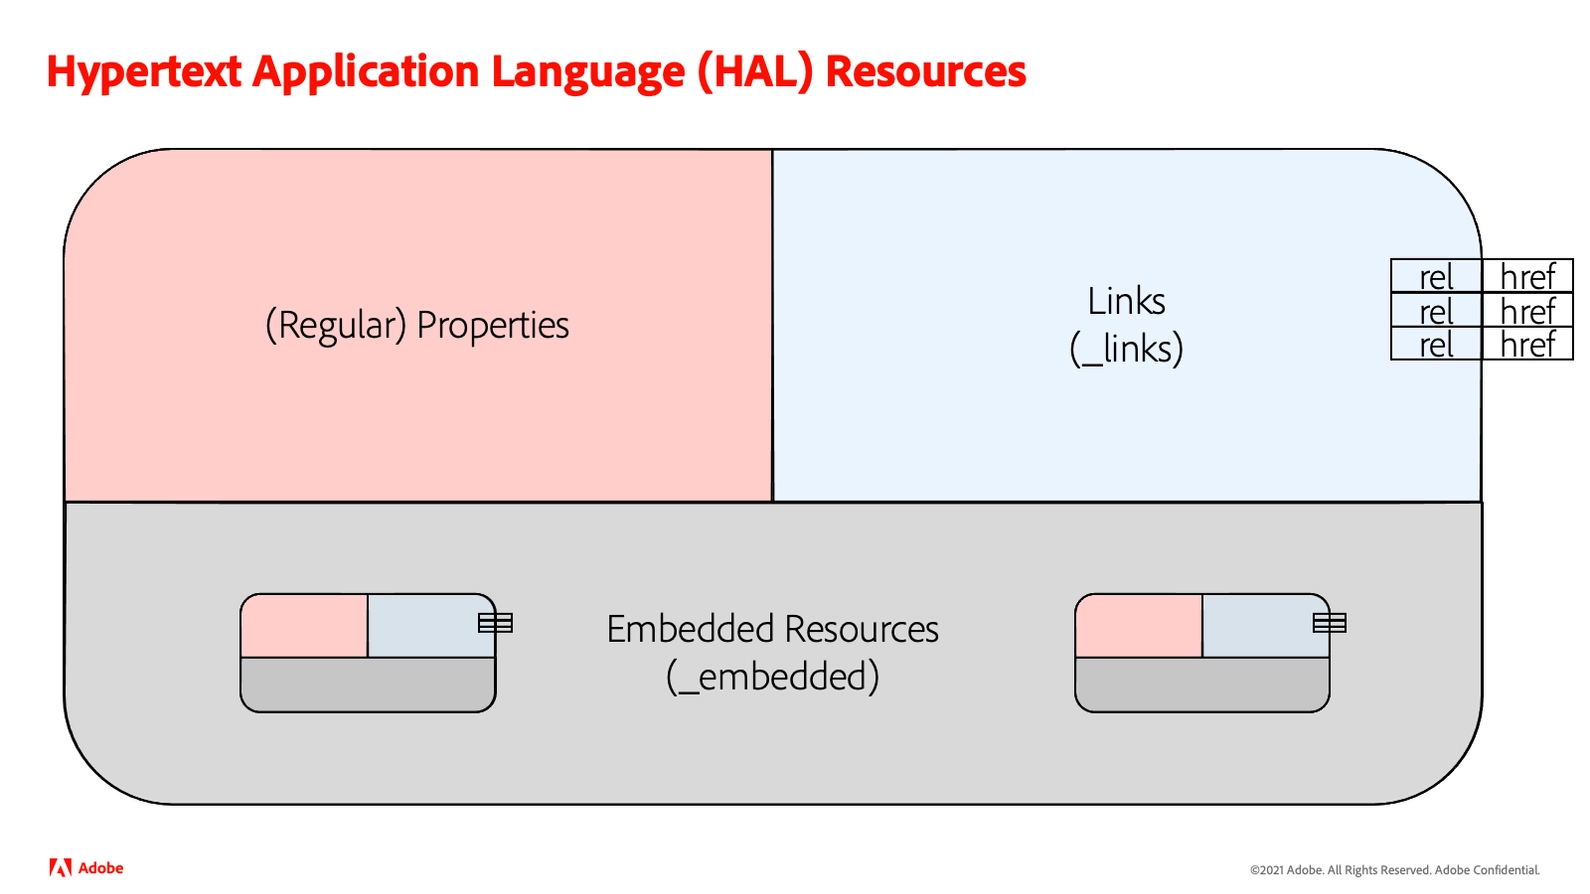 Hypertext Application Language (HAL) Resources
(Regular) Properties
Links
(_links)
rel href
rel href
rel href
Embedded Resources
(_embedded)
Adobe
©2021 Adobe. All Rights Reserved. Adobe Confidential.